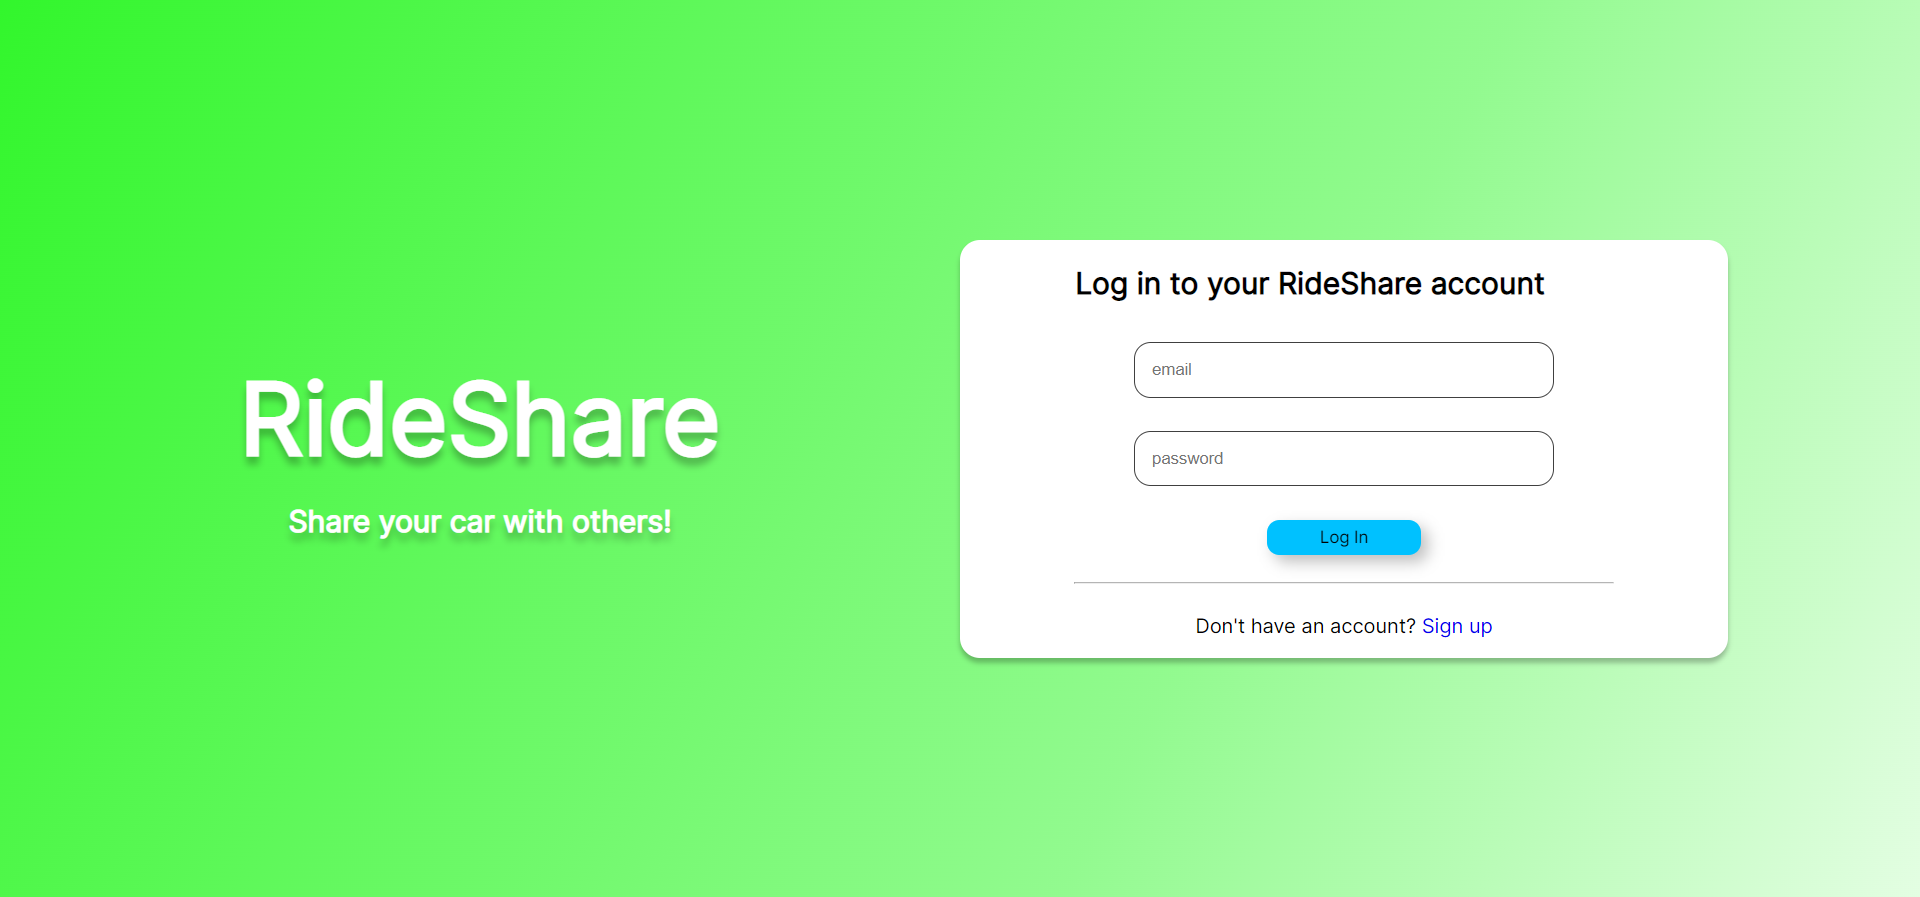 RideShare
Share your car with others!
Log in to your RideShare account
email
password
Log In
Don't have an account? Sign up